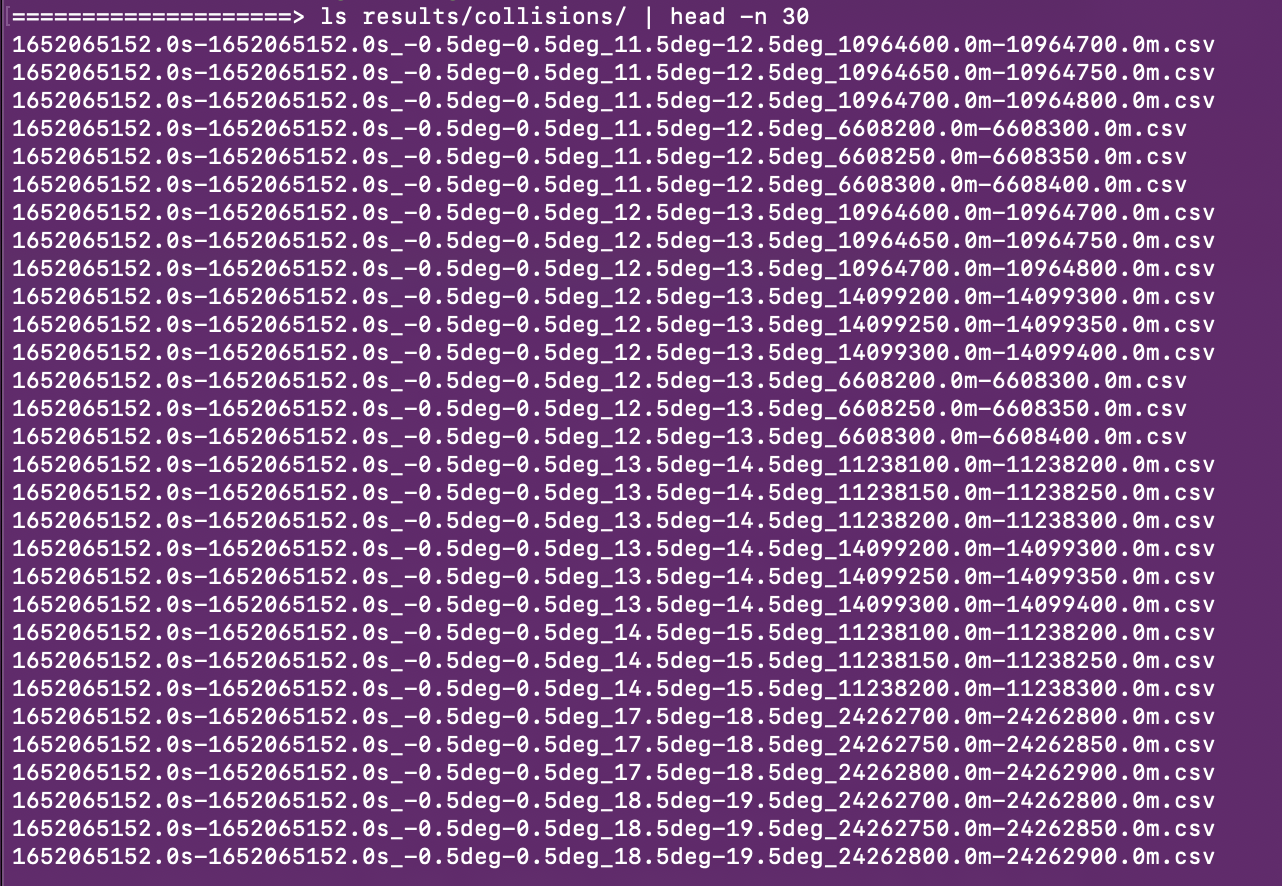 [====================> ls results/collisions/ | head -n 30
1652065152.0s-1652065152.0s_-0.5deg-0.5deg_11.5deg-12.5deg_10964600.0m-10964700.0m.csv
1652065152.0s-1652065152.0s_-0.5deg-0.5deg_11.5deg-12.5deg_10964650.0m-10964750.0m.csv
1652065152.0s-1652065152.0s_-0.5deg-0.5deg_11.5deg-12.5deg_10964700.0m-10964800.0m.csv
1652065152.0s-1652065152.0s_-0.5deg-0.5deg_11.5deg-12.5deg_6608200.0m-6608300.0m.csv
1652065152.0s-1652065152.0s_-0.5deg-0.5deg_11.5deg-12.5deg_6608250.0m-6608350.0m.csv
1652065152.0s-1652065152.0s_-0.5deg-0.5deg_11.5deg-12.5deg_6608300.0m-6608400.0m.csv
1652065152.0s-1652065152.0s_-0.5deg-0.5deg_12.5deg-13.5deg_10964600.0m-10964700.0m.csv
1652065152.0s-1652065152.0s_-0.5deg-0.5deg_12.5deg-13.5deg_10964650.0m-10964750.0m.csv
1652065152.0s-1652065152.0s_-0.5deg-0.5deg_12.5deg-13.5deg_10964700.0m-10964800.0m.csv
1652065152.0s-1652065152.0s_-0.5deg-0.5deg_12.5deg-13.5deg_14099200.0m-14099300.0m.csv
1652065152.0s-1652065152.0s_-0.5deg-0.5deg_12.5deg-13.5deg_14099250.0m-14099350.0m.csv
1652065152.0s-1652065152.0s_-0.5deg-0.5deg_12.5deg-13.5deg_14099300.0m-14099400.0m.csv
1652065152.0s-1652065152.0s_-0.5deg-0.5deg_12.5deg-13.5deg_6608200.0m-6608300.0m.csv
1652065152.0s-1652065152.0s_-0.5deg-0.5deg_12.5deg-13.5deg_6608250.0m-6608350.0m.csv
1652065152.0s-1652065152.0s_-0.5deg-0.5deg_12.5deg-13.5deg_6608300.0m-6608400.0m.csv
1652065152.0s-1652065152.0s_-0.5deg-0.5deg_13.5deg-14.5deg_11238100.0m-11238200.0m.csv
1652065152.0s-1652065152.0s_-0.5deg-0.5deg_13.5deg-14.5deg_11238150.0m-11238250.0m.csv
1652065152.0s-1652065152.0s_-0.5deg-0.5deg_13.5deg-14.5deg_11238200.0m-11238300.0m.csv
1652065152.0s-1652065152.0s_-0.5deg-0.5deg_13.5deg-14.5deg_14099200.0m-14099300.0m.csv
1652065152.0s-1652065152.0s_-0.5deg-0.5deg_13.5deg-14.5deg_14099250.0m-14099350.0m.csv
1652065152.0s-1652065152.0s_-0.5deg-0.5deg_13.5deg-14.5deg_14099300.0m-14099400.0m.csv
1652065152.0s-1652065152.0s_-0.5deg-0.5deg_14.5deg-15.5deg_11238100.0m-11238200.0m.csv
1652065152.0s-1652065152.0s_-0.5deg-0.5deg_14.5deg-15.5deg_11238150.0m-11238250.0m.csv
1652065152.0s-1652065152.0s_-0.5deg-0.5deg_14.5deg-15.5deg_11238200.0m-11238300.0m.csv
1652065152.0s-1652065152.0s_-0.5deg-0.5deg_17.5deg-18.5deg_24262700.0m-24262800.0m.csv
1652065152.0s-1652065152.0s_-0.5deg-0.5deg_17.5deg-18.5deg_24262750.0m-24262850.0m.csv
1652065152.0s-1652065152.0s_-0.5deg-0.5deg_17.5deg-18.5deg_24262800.0m-24262900.0m.csv
1652065152.0s-1652065152.0s_-0.5deg-0.5deg_18.5deg-19.5deg_24262700.0m-24262800.0m.csv
1652065152.0s-1652065152.0s_-0.5deg-0.5deg_18.5deg-19.5deg_24262750.0m-24262850.0m.csv
1652065152.0s-1652065152.0s_-0.5deg-0.5deg_18.5deg-19.5deg_24262800.0m-24262900.0m.csv